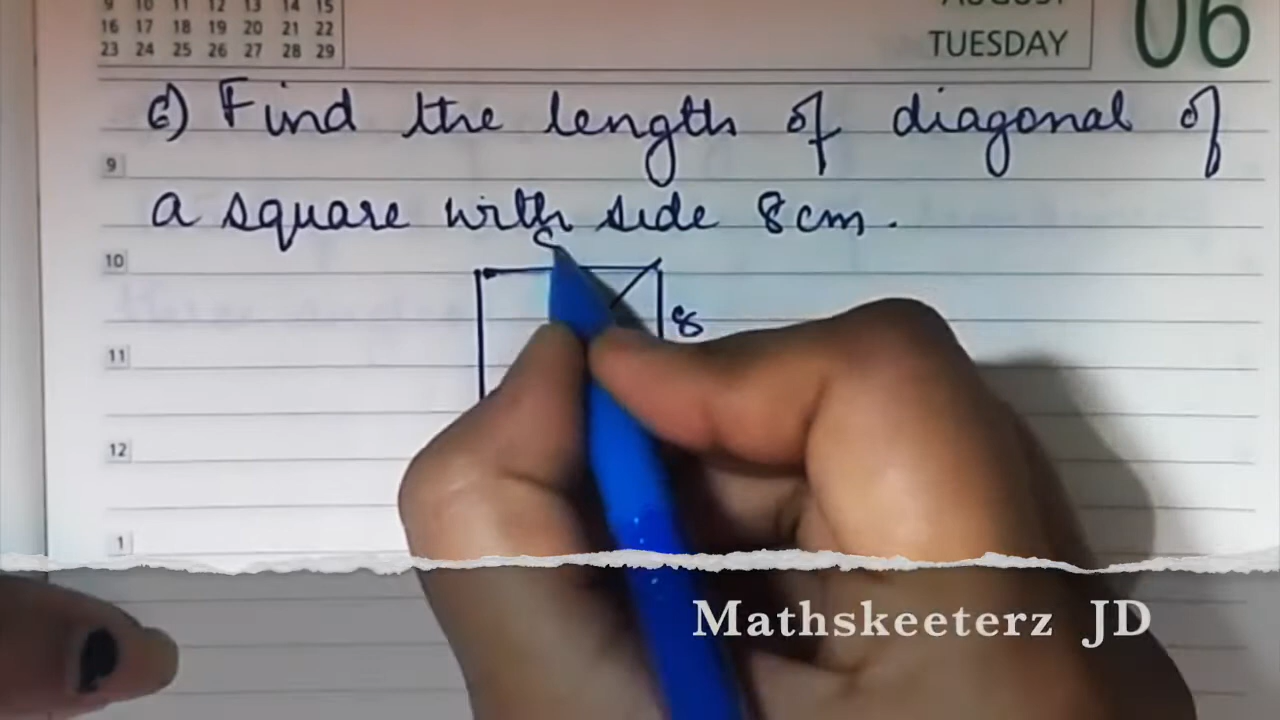 9 10 11 12 13 14 15
16 17 18 19 20 21 22
23 24 25 26 27 28 29
AUGUST
TUESDAY
06
6) Find the length of diagonal of
9
a square with side 8cm.
10
8
11
12
1
Mathskeeterz JD